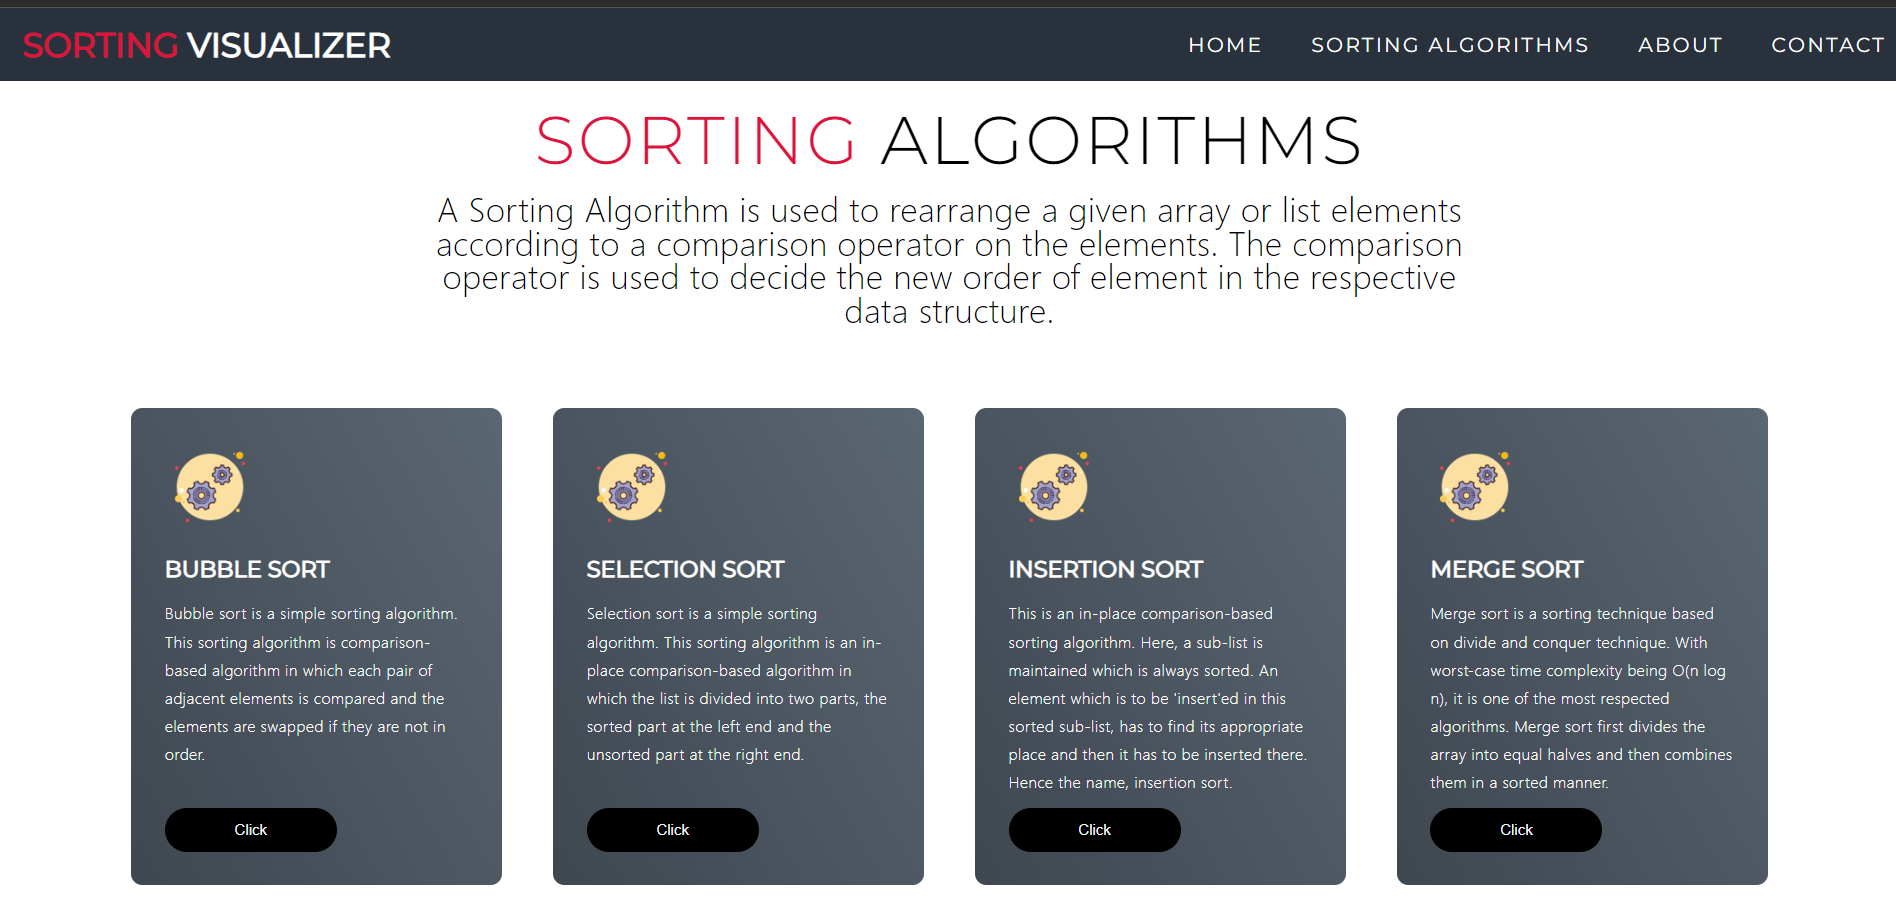 SORTING VISUALIZER
HOME SORTING ALGORITHMS ABOUT CONTACT
SORTING ALGORITHMS
A Sorting Algorithm is used to rearrange a given array or list elements
according to a comparison operator on the elements. The comparison
operator is used to decide the new order of element in the respective
data structure.
BUBBLE SORT
Bubble sort is a simple sorting algorithm.
This sorting algorithm is comparison-
based algorithm in which each pair of
adjacent elements is compared and the
elements are swapped if they are not in
order.
Click
SELECTION SORT
Selection sort is a simple sorting
algorithm. This sorting algorithm is an in-
place comparison-based algorithm in
which the list is divided into two parts, the
sorted part at the left end and the
unsorted part at the right end.
Click
INSERTION SORT
This is an in-place comparison-based
sorting algorithm. Here, a sub-list is
maintained which is always sorted. An
element which is to be 'insert'ed in this
sorted sub-list, has to find its appropriate
place and then it has to be inserted there.
Hence the name, insertion sort.
Click
MERGE SORT
Merge sort is a sorting technique based
on divide and conquer technique. With
worst-case time complexity being O(n log
n), it is one of the most respected
algorithms. Merge sort first divides the
array into equal halves and then combines
them in a sorted manner.
Click